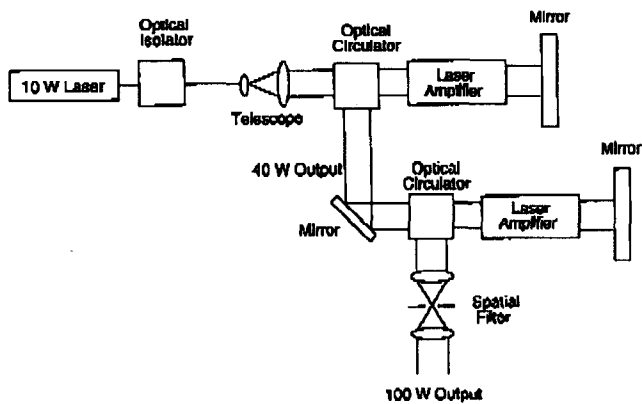 Optical
Isolator
Optical
Circulator
Mirror
10 W Laser
Laser
Amplifier
Telescope
40 W Output
Optical
Circulator
Mirror
Laser
Amplifier
Mirror
Spatial
Filter
100 W Output